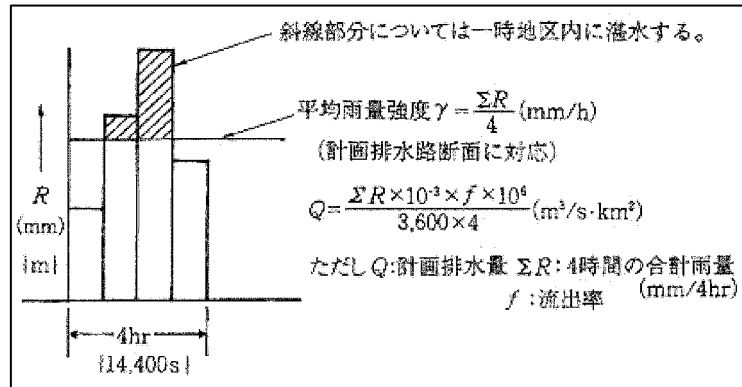 斜線部分については一時地区内に湛水する。
平均雨量強度γ=ΣR/4(mm/h)
(計画排水路断面に対応)
R
(mm)
{m}
Q=ΣR×10⁻³×f×10⁶/3,600×4(m³/s·km²)
ただしQ:計画排水量 ΣR:4時間の合計雨量
(mm/4hr)
f:流出率
4hr
{14,400s}